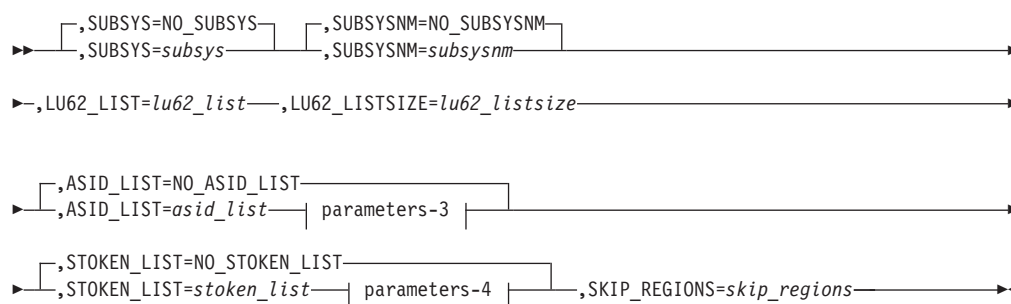 ,SUBSYS=NO_SUBSYS ,SUBSYSNM=NO_SUBSYSNM
,SUBSYS=subsys ,SUBSYSNM=subsysnm
,LU62_LIST=lu62_list ,LU62_LISTSIZE=lu62_listsize
,ASID_LIST=NO_ASID_LIST
,ASID_LIST=asid_list parameters-3
,STOKEN_LIST=NO_STOKEN_LIST
,STOKEN_LIST=stoken_list parameters-4 ,SKIP_REGIONS=skip_regions